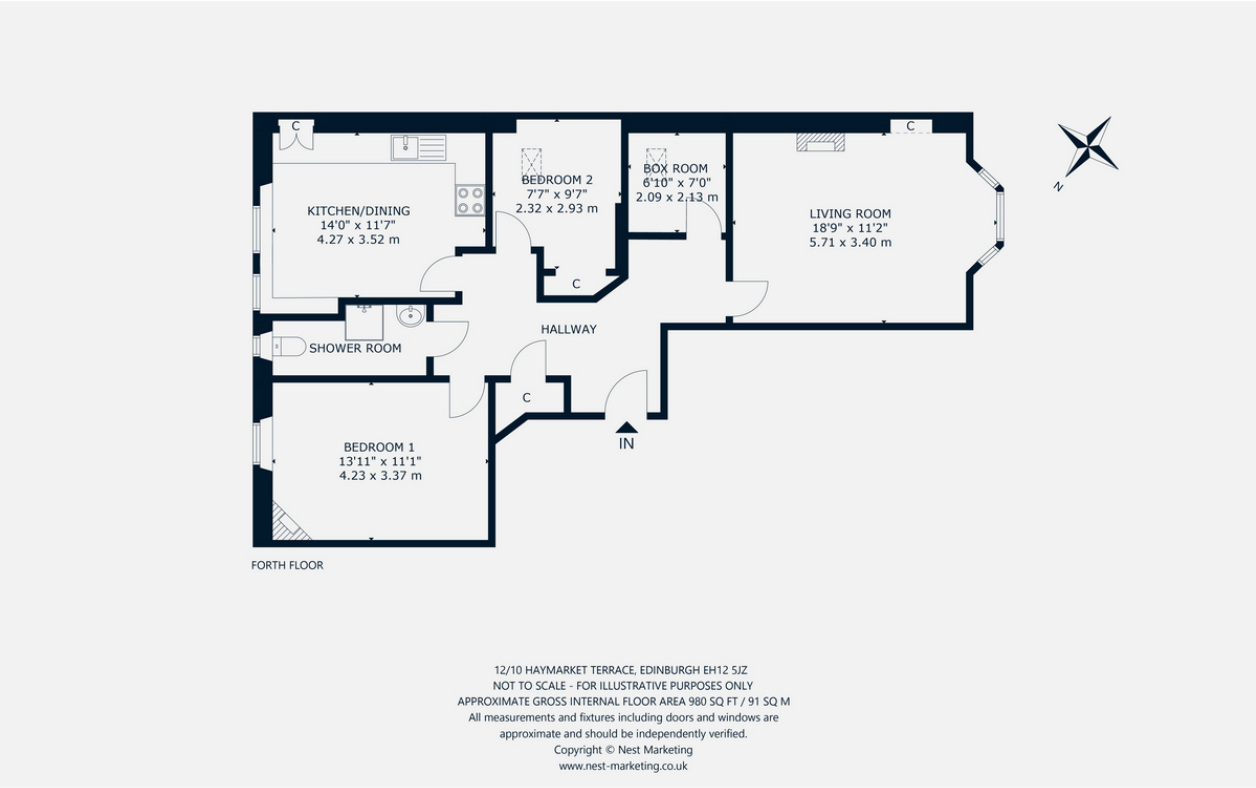 C
C
N
KITCHEN/DINING
14'0" x 11'7"
4.27 x 3.52 m
BEDROOM 2
7'7" x 9'7"
2.32 x 2.93 m
C
BOX ROOM
6'10" x 7'0"
2.09 x 2.13 m
LIVING ROOM
18'9" x 11'2"
5.71 x 3.40 m
HALLWAY
SHOWER ROOM
C
IN
BEDROOM 1
13'11" x 11'1"
4.23 x 3.37 m
FORTH FLOOR
12/10 HAYMARKET TERRACE, EDINBURGH EH12 5JZ
NOT TO SCALE - FOR ILLUSTRATIVE PURPOSES ONLY
APPROXIMATE GROSS INTERNAL FLOOR AREA 980 SQ FT / 91 SQ M
All measurements and fixtures including doors and windows are
approximate and should be independently verified.
Copyright © Nest Marketing
www.nest-marketing.co.uk